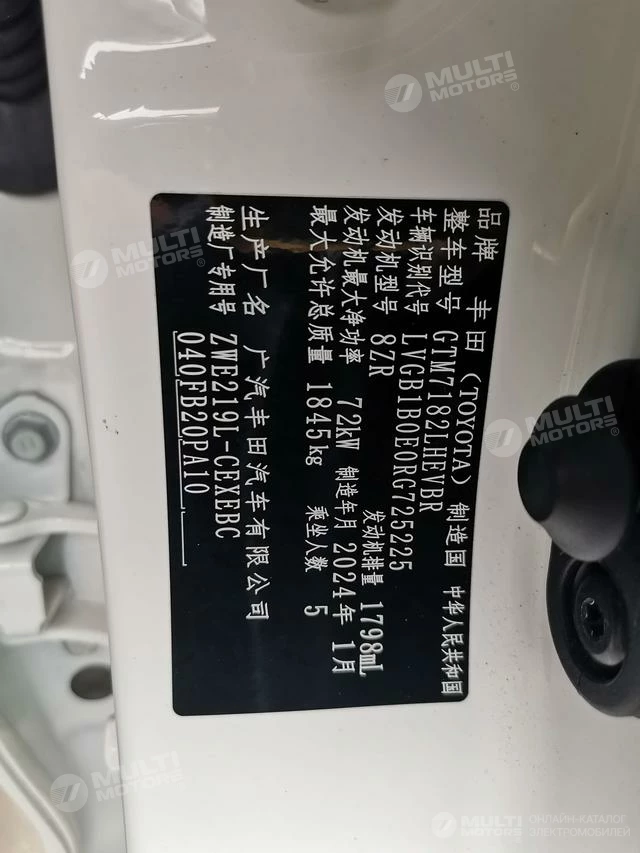 品牌 丰田（TOYOTA） 制造国 中华人民共和国
整车型号 GTM7182LHEVBR
车辆识别代号 LVGB1B0E0RG725225
发动机型号 8ZR 发动机排量 1798mL
发动机最大净功率 72kW 制造年月 2024年 1月
最大允许总质量 1845kg 乘坐人数 5
生产厂名 广汽丰田汽车有限公司
制造厂专用号 ZWE219L-CEXEBC
040FB20PA10
MULTI
MOTORS®
MULTI
MOTORS
MULTI
MOTORS
MULTI
MOTORS
MULTI
MOTORS
ОНЛАЙН-КАТАЛОГ
ЭЛЕКТРОМОБИЛЕЙ